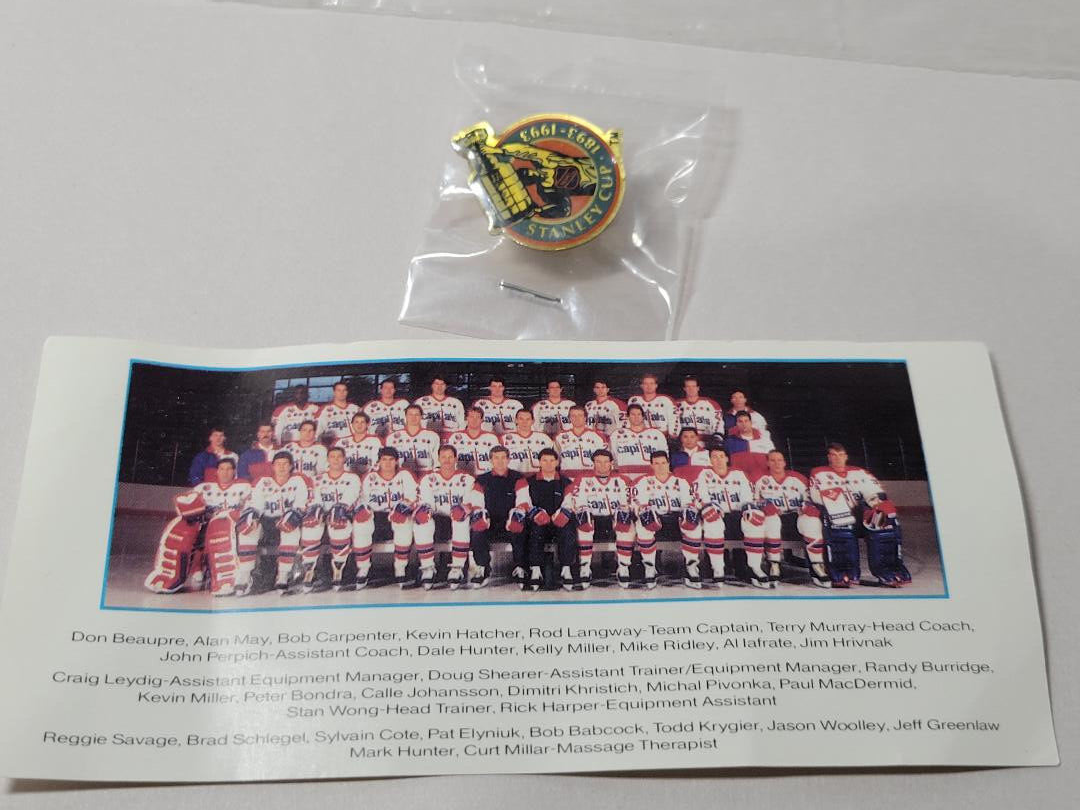 1893 · 1993
STANLEY CUP
Don Beaupre, Alan May, Bob Carpenter, Kevin Hatcher, Rod Langway-Team Captain, Terry Murray-Head Coach,
John Perpich-Assistant Coach, Dale Hunter, Kelly Miller, Mike Ridley, Al Iafrate, Jim Hrivnak
Craig Leydig-Assistant Equipment Manager, Doug Shearer-Assistant Trainer/Equipment Manager, Randy Burridge,
Kevin Miller, Peter Bondra, Calle Johansson, Dimitri Khristich, Michal Pivonka, Paul MacDermid,
Stan Wong-Head Trainer, Rick Harper-Equipment Assistant
Reggie Savage, Brad Schlegel, Sylvain Cote, Pat Elyniuk, Bob Babcock, Todd Krygier, Jason Woolley, Jeff Greenlaw
Mark Hunter, Curt Millar-Massage Therapist